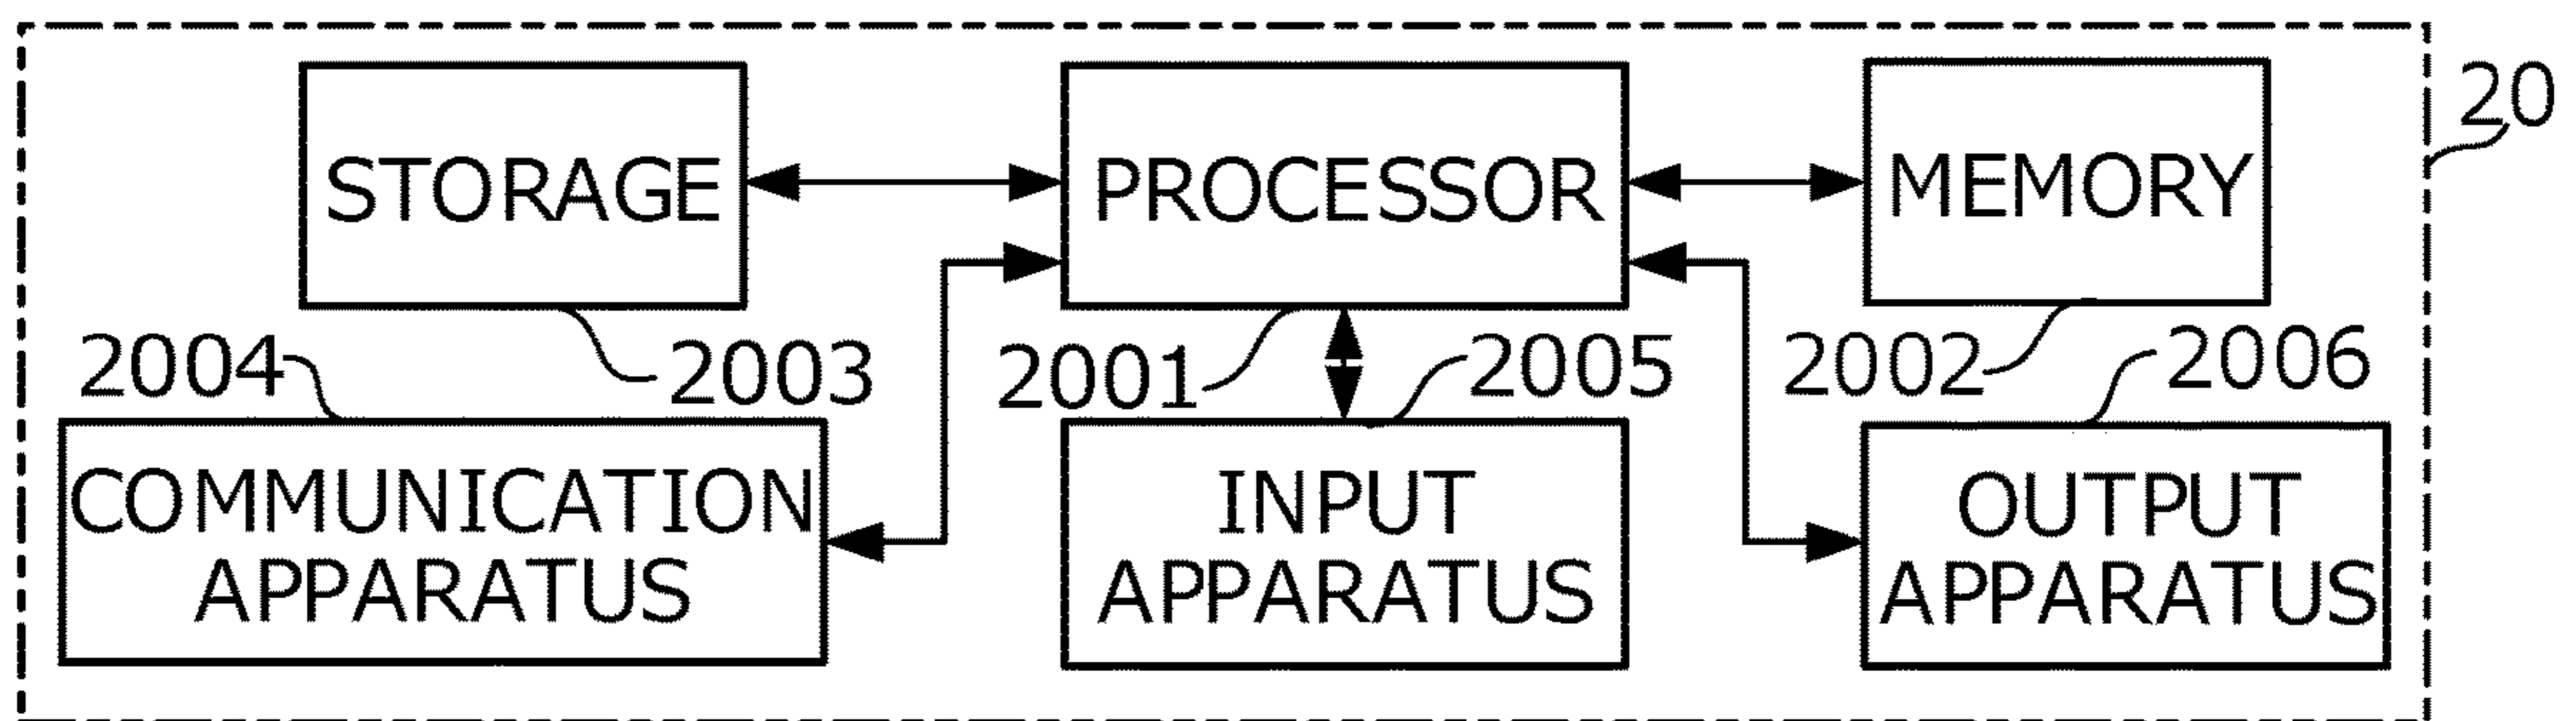 20
STORAGE
PROCESSOR
MEMORY
2004
2003
2001
2005
2002
2006
COMMUNICATION
APPARATUS
INPUT
APPARATUS
OUTPUT
APPARATUS